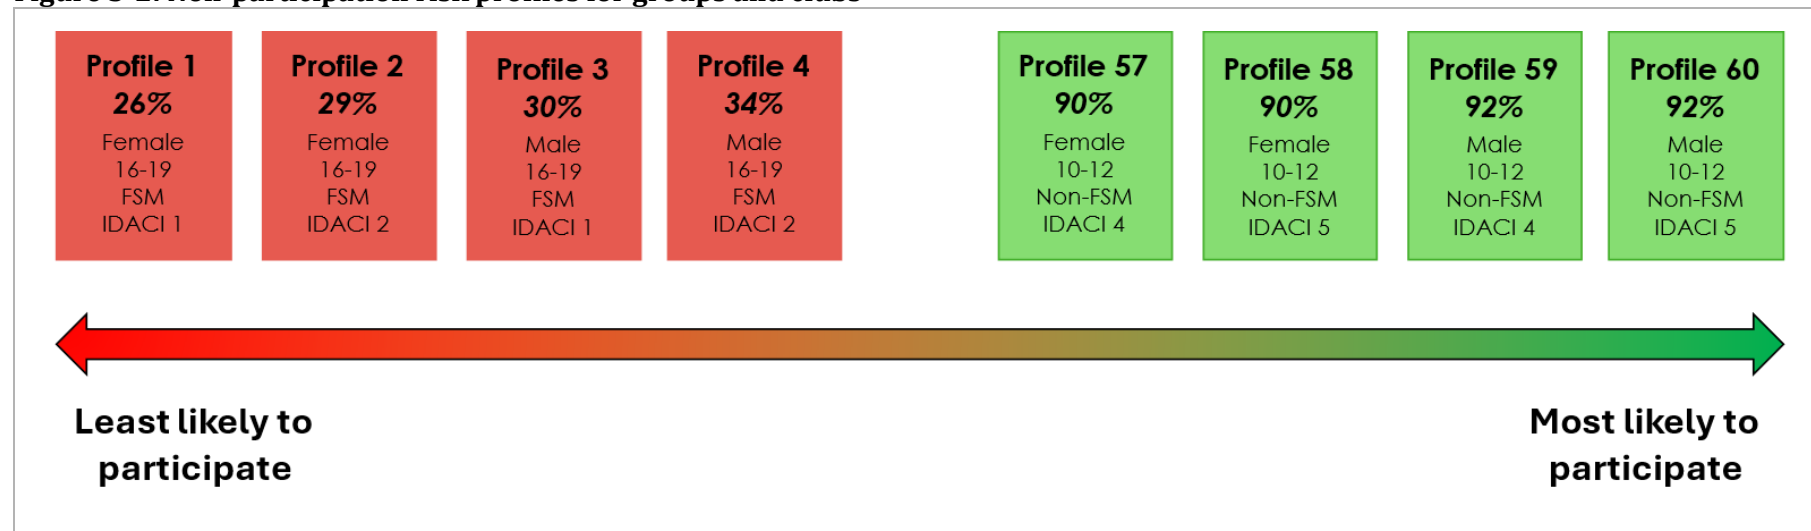 Profile 1
26%
Female
16-19
FSM
IDACI 1
Profile 2
29%
Female
16-19
FSM
IDACI 2
Profile 3
30%
Male
16-19
FSM
IDACI 1
Profile 4
34%
Male
16-19
FSM
IDACI 2
Profile 57
90%
Female
10-12
Non-FSM
IDACI 4
Profile 58
90%
Female
10-12
Non-FSM
IDACI 5
Profile 59
92%
Male
10-12
Non-FSM
IDACI 4
Profile 60
92%
Male
10-12
Non-FSM
IDACI 5
Least likely to
participate
Most likely to
participate